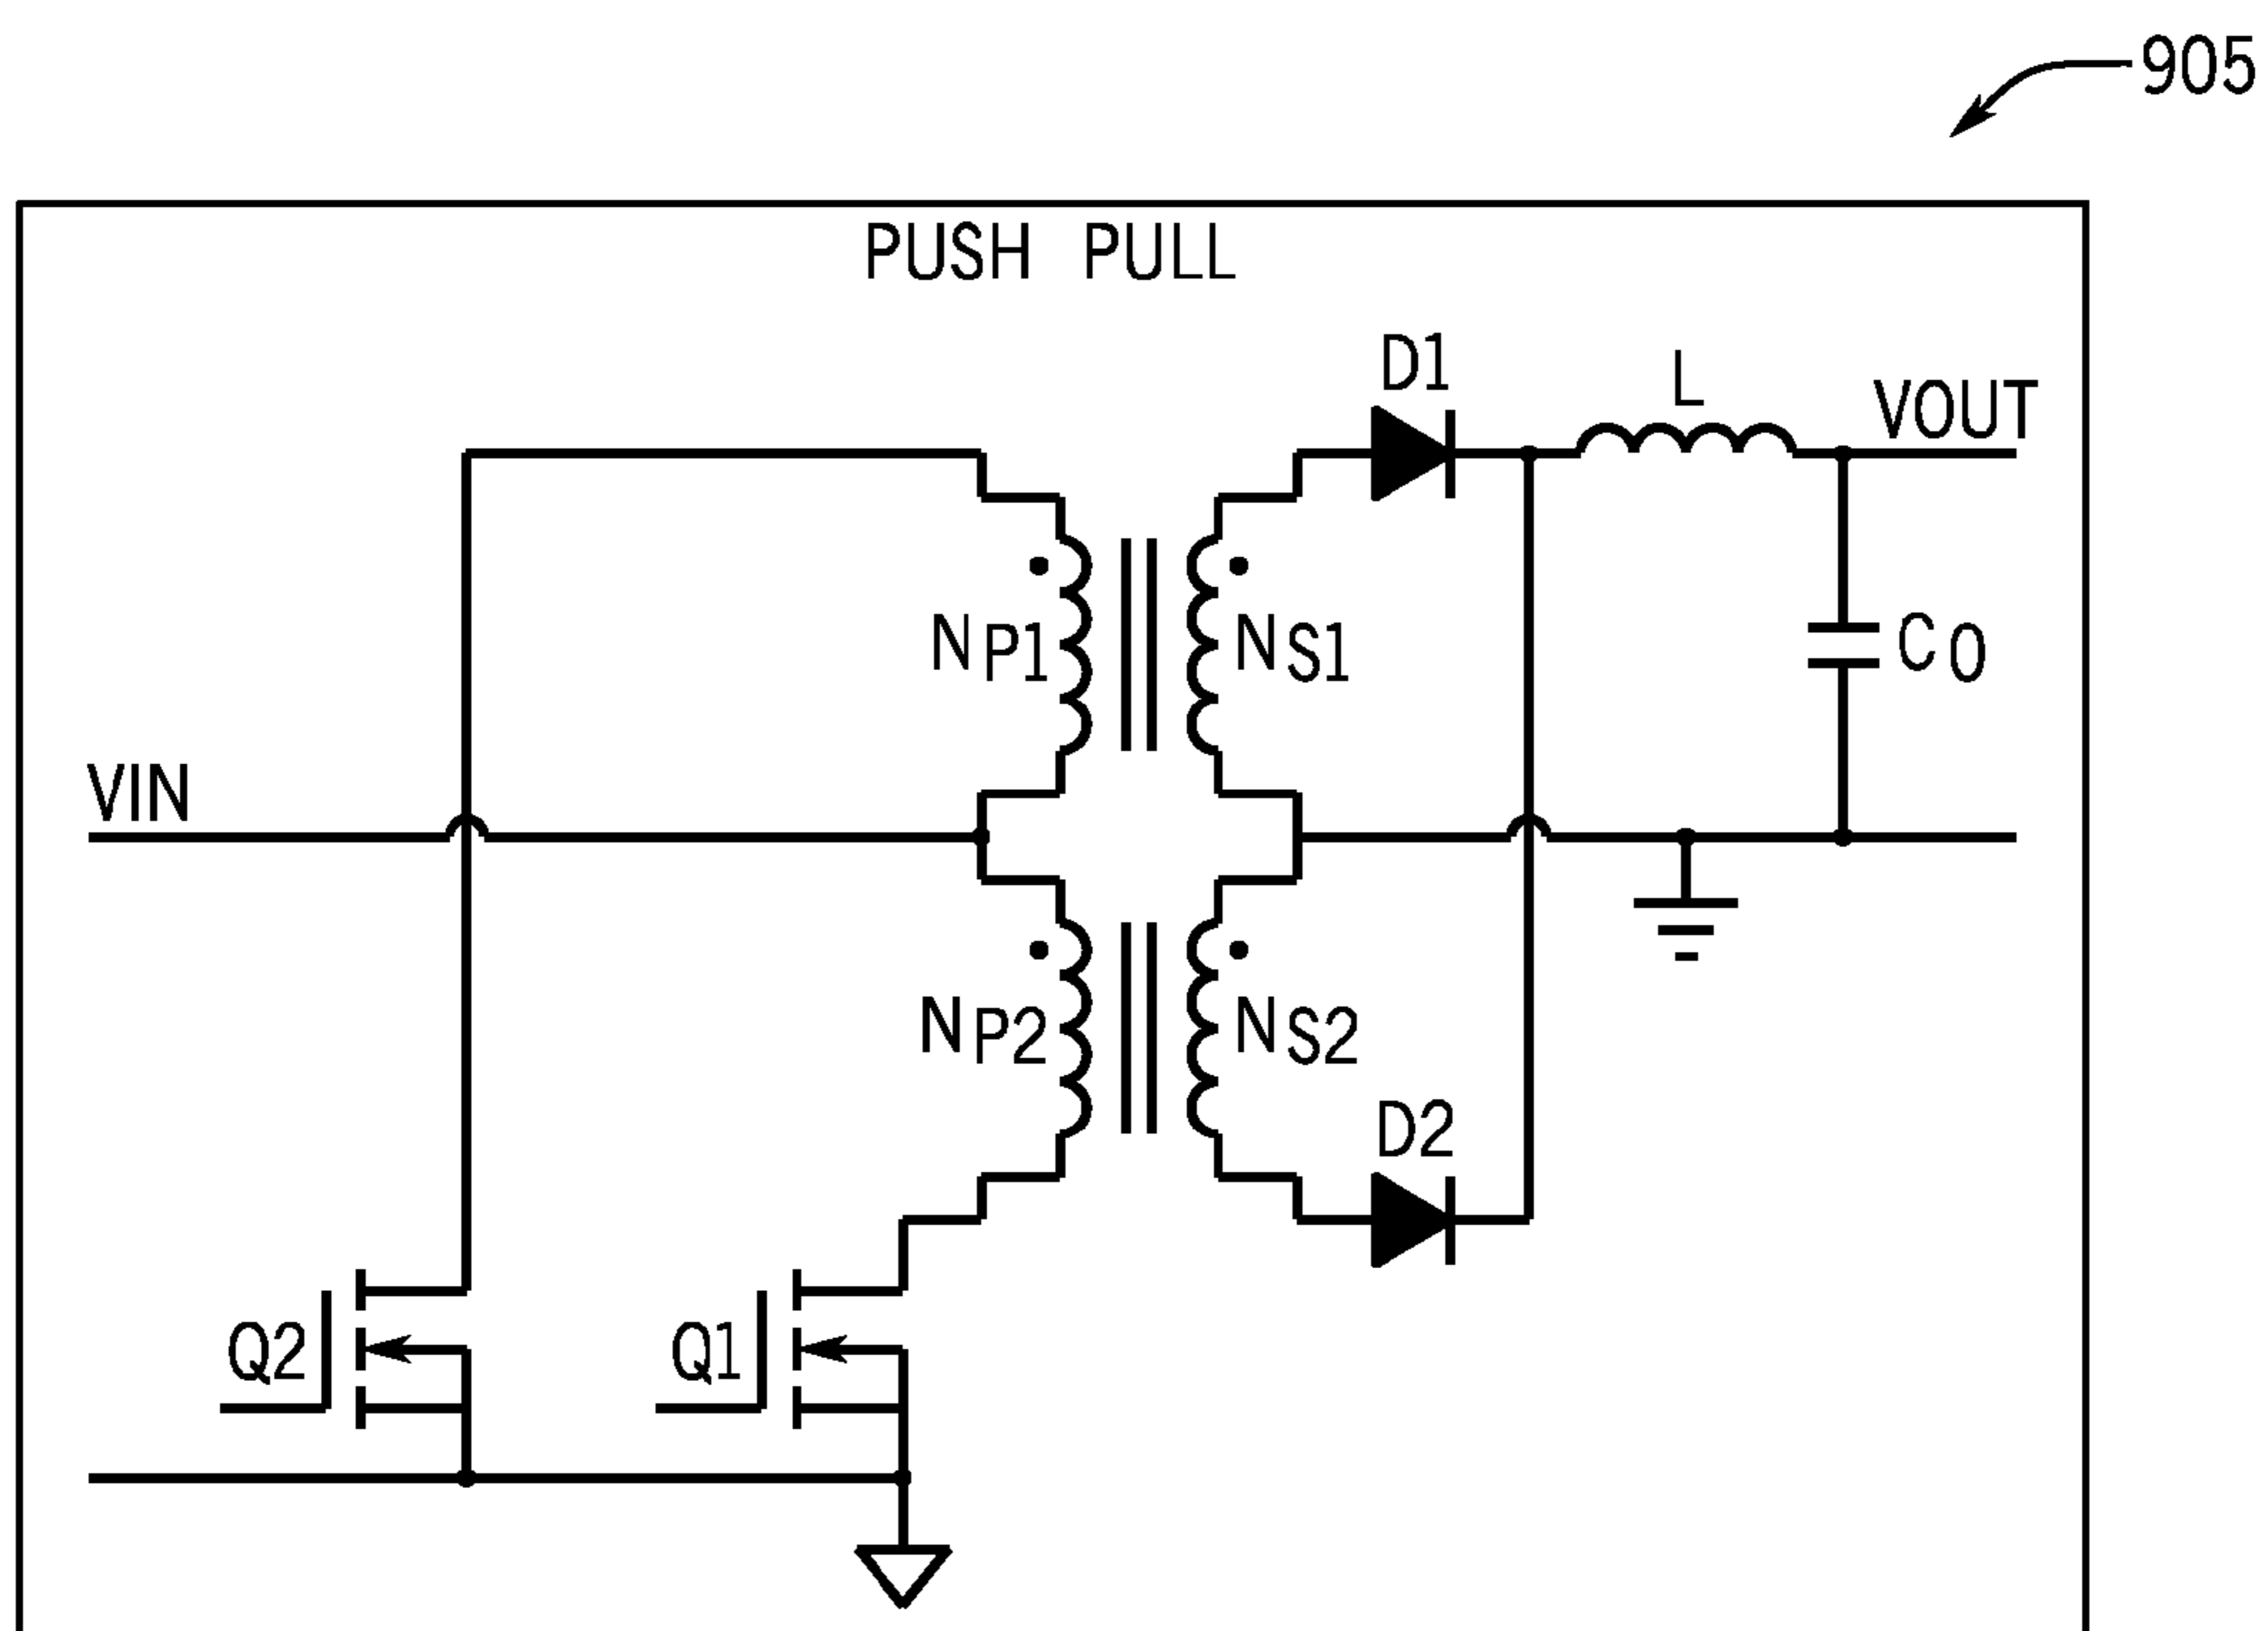 905
PUSH PULL
D1
L
VOUT
NP1
NS1
CO
VIN
NP2
NS2
D2
Q2
Q1